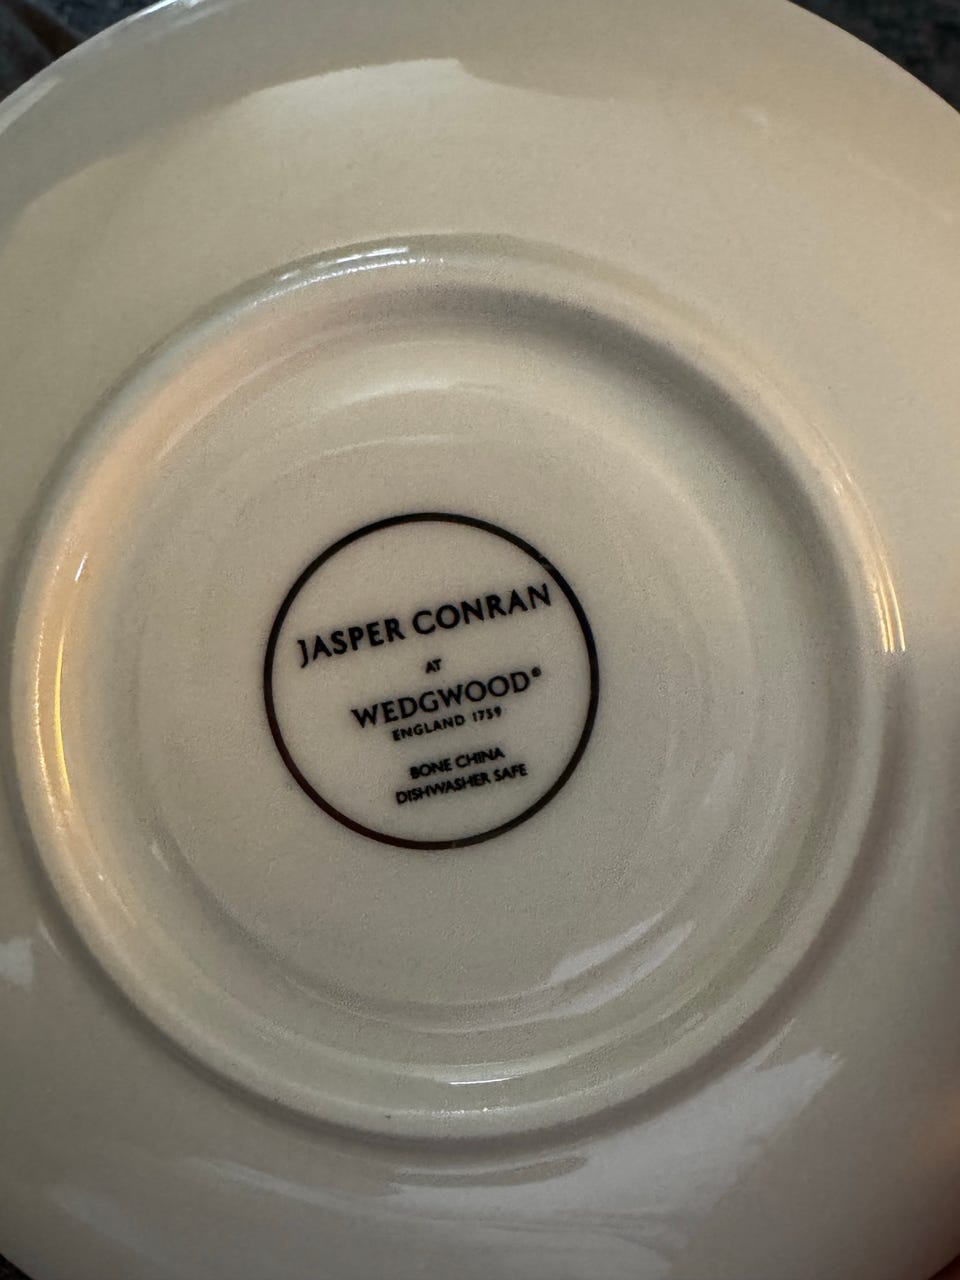 JASPER CONRAN
AT
WEDGWOOD®
ENGLAND 1759
BONE CHINA
DISHWASHER SAFE